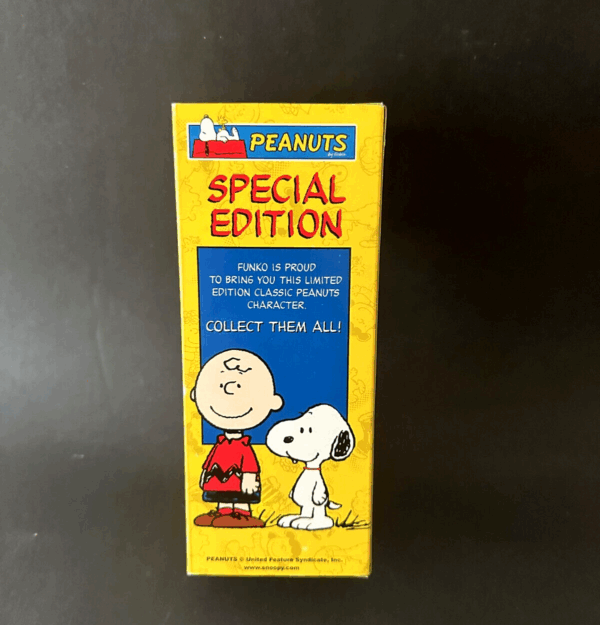 PEANUTS
SPECIAL
EDITION
FUNKO IS PROUD
TO BRING YOU THIS LIMITED
EDITION CLASSIC PEANUTS
CHARACTER.
COLLECT THEM ALL!
PEANUTS © United Feature Syndicate, Inc.
www.snoopy.com